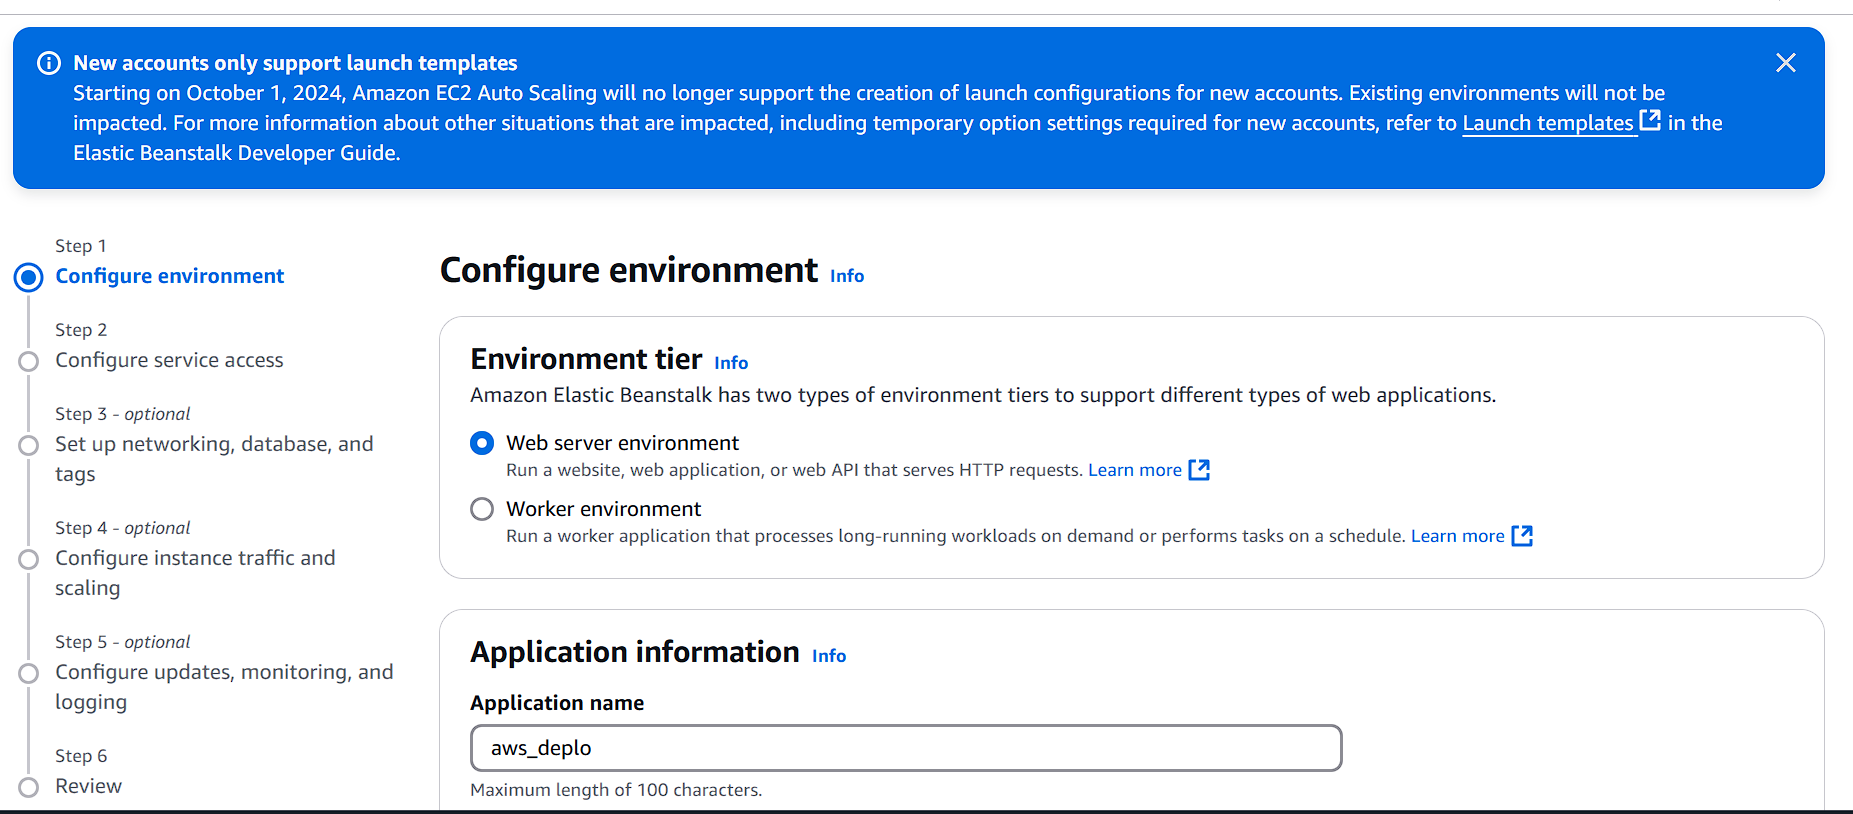 New accounts only support launch templates
Starting on October 1, 2024, Amazon EC2 Auto Scaling will no longer support the creation of launch configurations for new accounts. Existing environments will not be
impacted. For more information about other situations that are impacted, including temporary option settings required for new accounts, refer to Launch templates in the
Elastic Beanstalk Developer Guide.
Step 1
Configure environment
Step 2
Configure service access
Step 3 - optional
Set up networking, database, and
tags
Step 4 - optional
Configure instance traffic and
scaling
Step 5 - optional
Configure updates, monitoring, and
logging
Step 6
Review
Configure environment Info
Environment tier Info
Amazon Elastic Beanstalk has two types of environment tiers to support different types of web applications.
Web server environment
Run a website, web application, or web API that serves HTTP requests. Learn more
Worker environment
Run a worker application that processes long-running workloads on demand or performs tasks on a schedule. Learn more
Application information Info
Application name
aws_deplo
Maximum length of 100 characters.